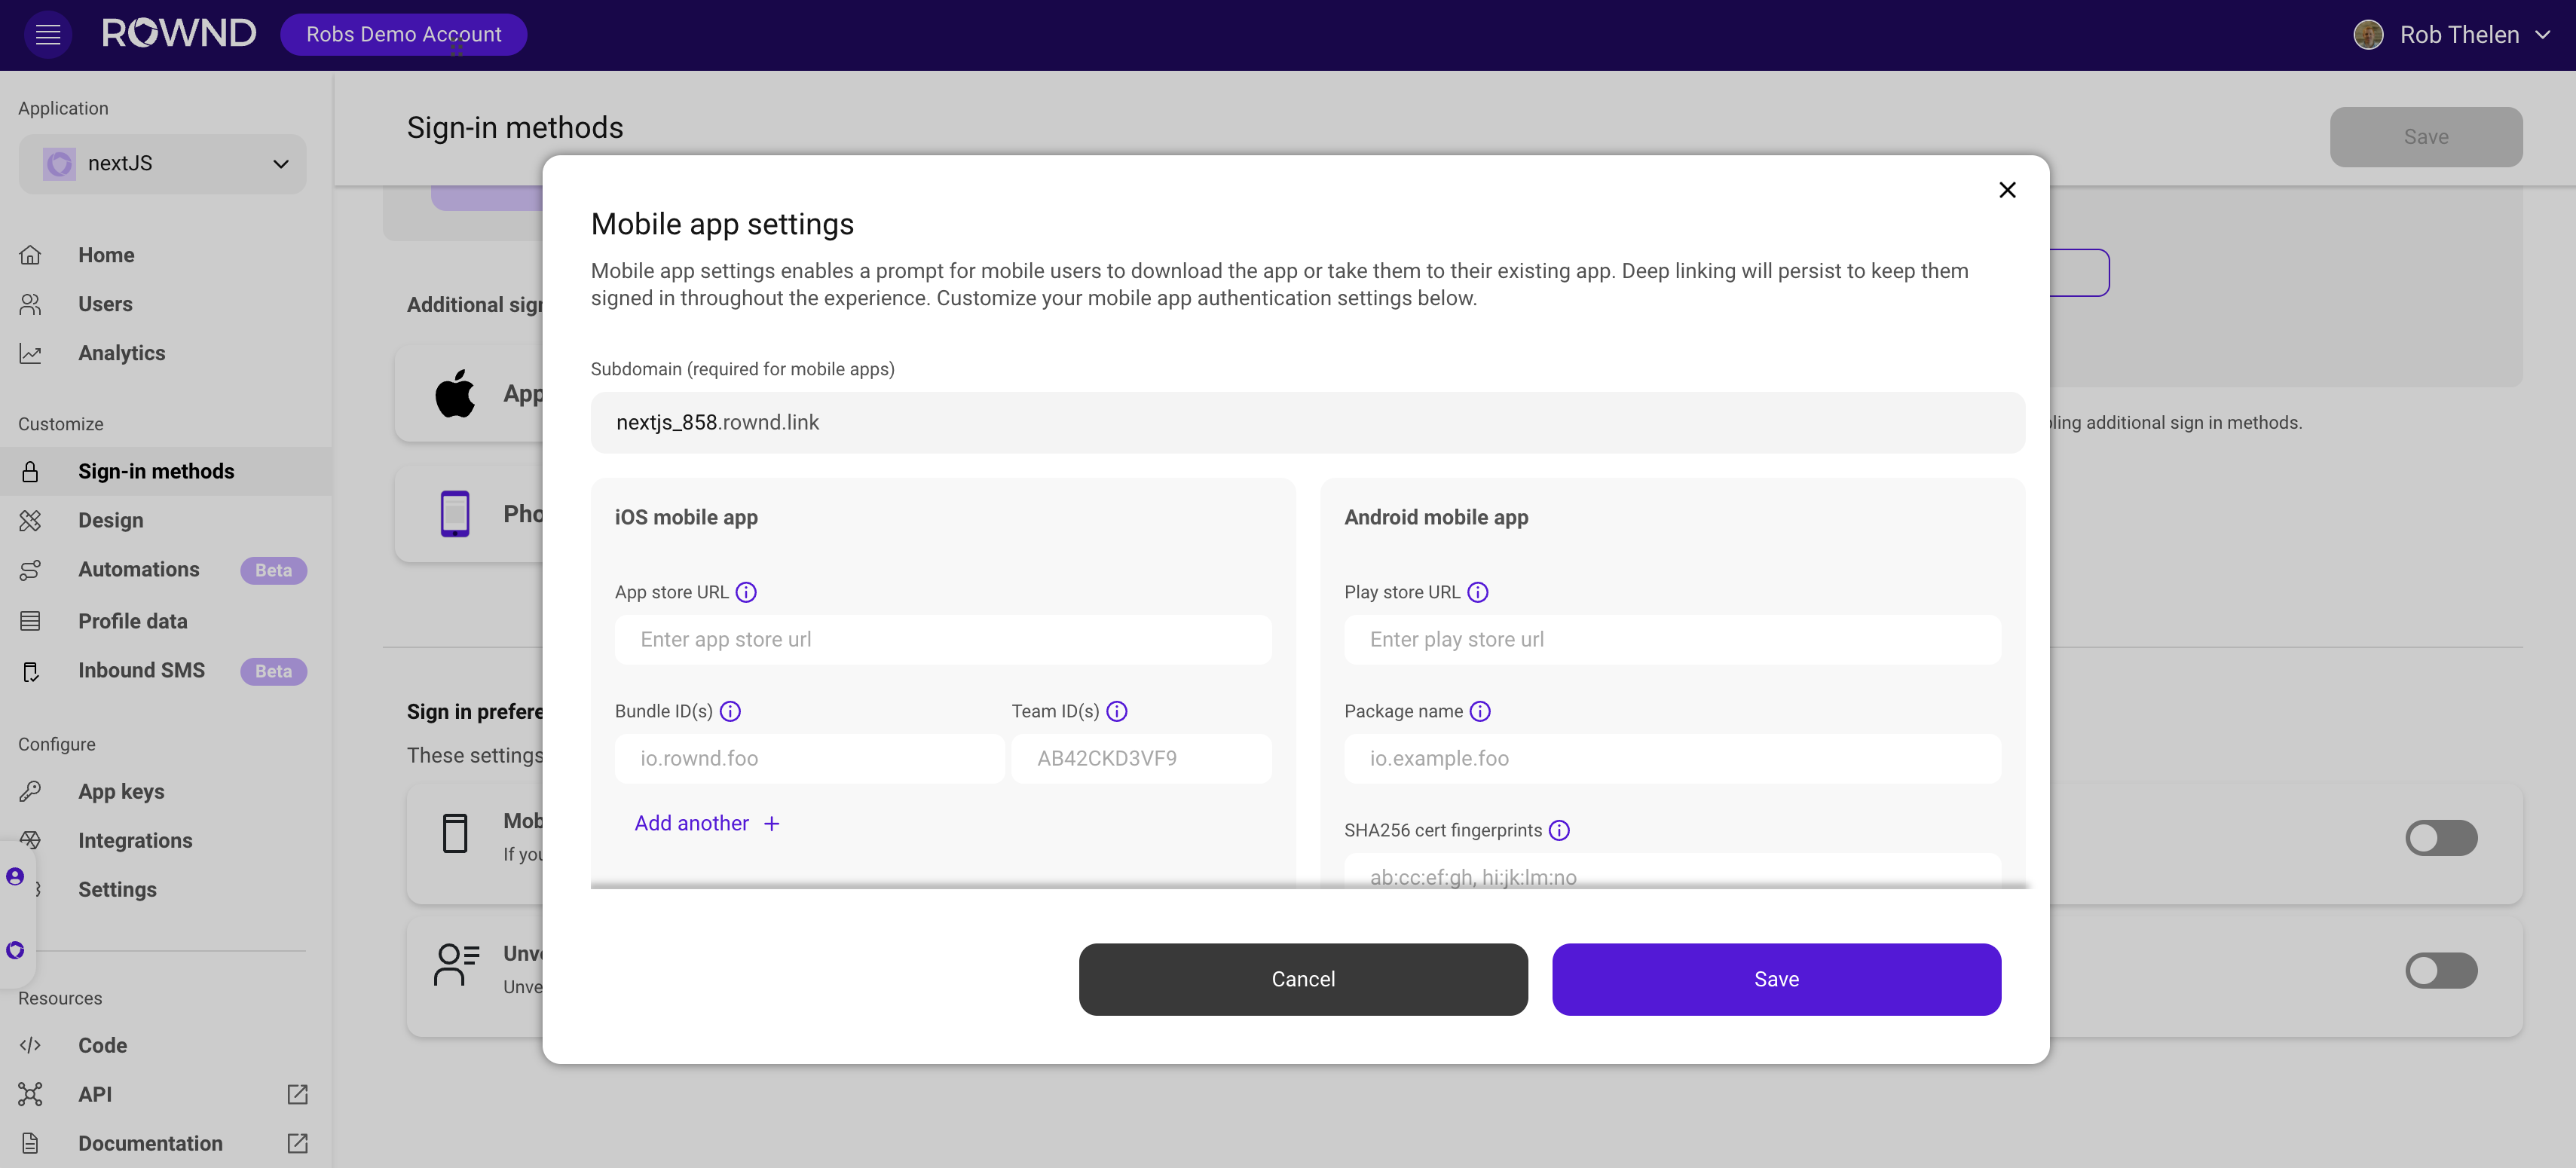 ROWND
Robs Demo Account
Rob Thelen
Application
nextJS
Home
Users
Analytics
Customize
Sign-in methods
Design
Automations Beta
Profile data
Inbound SMS Beta
Configure
App keys
Integrations
Settings
Resources
Code
API
Documentation
Sign-in methods
Save
Additional sign
App
Pho
ling additional sign in methods.
Sign in prefere
These settings
Mob
If you
Unve
Unve
Mobile app settings
Mobile app settings enables a prompt for mobile users to download the app or take them to their existing app. Deep linking will persist to keep them
signed in throughout the experience. Customize your mobile app authentication settings below.
Subdomain (required for mobile apps)
nextjs_858.rownd.link
iOS mobile app
App store URL
Enter app store url
Bundle ID(s) Team ID(s)
io.rownd.foo AB42CKD3VF9
Add another +
Android mobile app
Play store URL
Enter play store url
Package name
io.example.foo
SHA256 cert fingerprints
ab:cc:ef:gh, hi:jk:lm:no
Cancel
Save